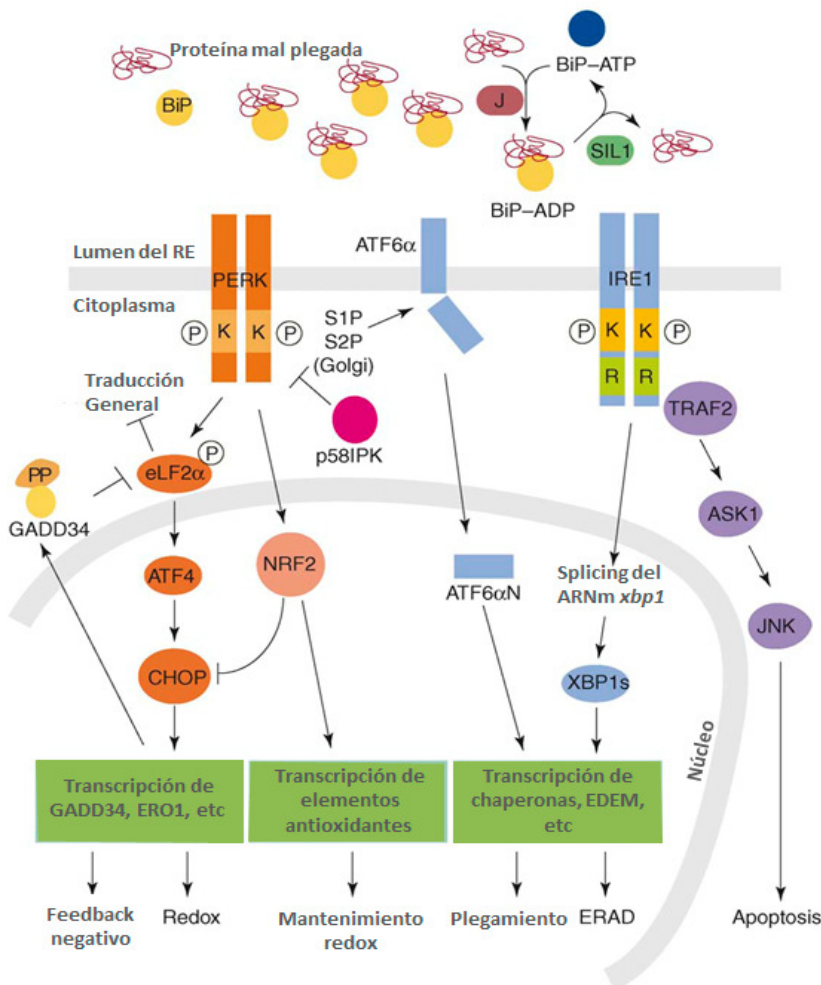 Proteína mal plegada
BiP
J
BiP–ATP
SIL1
BiP–ADP
Lumen del RE
Citoplasma
PERK
P
K
K
P
ATF6α
S1P
S2P
(Golgi)
p58IPK
IRE1
P
K
K
P
R
R
TRAF2
ASK1
JNK
Traducción
General
P
eLF2α
PP
GADD34
ATF4
CHOP
NRF2
ATF6αN
Splicing del
ARNm xbp1
XBP1s
Núcleo
Transcripción de
GADD34, ERO1, etc
Transcripción de
elementos
antioxidantes
Transcripción de
chaperonas, EDEM,
etc
Feedback
negativo
Redox
Mantenimiento
redox
Plegamiento
ERAD
Apoptosis